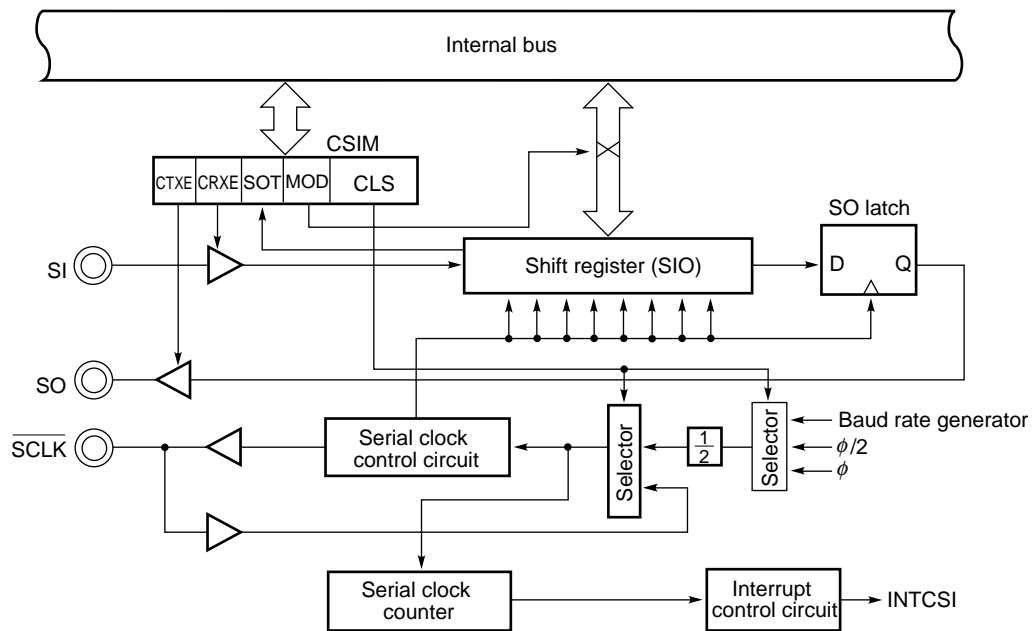 Internal bus
CSIM
CTXE CRXE SOT MOD CLS
SO latch
SI
Shift register (SIO)
D Q
SO
SCLK
Serial clock
control circuit
Selector
1
2
Selector
Baud rate generator
ϕ/2
ϕ
Serial clock
counter
Interrupt
control circuit
INTCSI